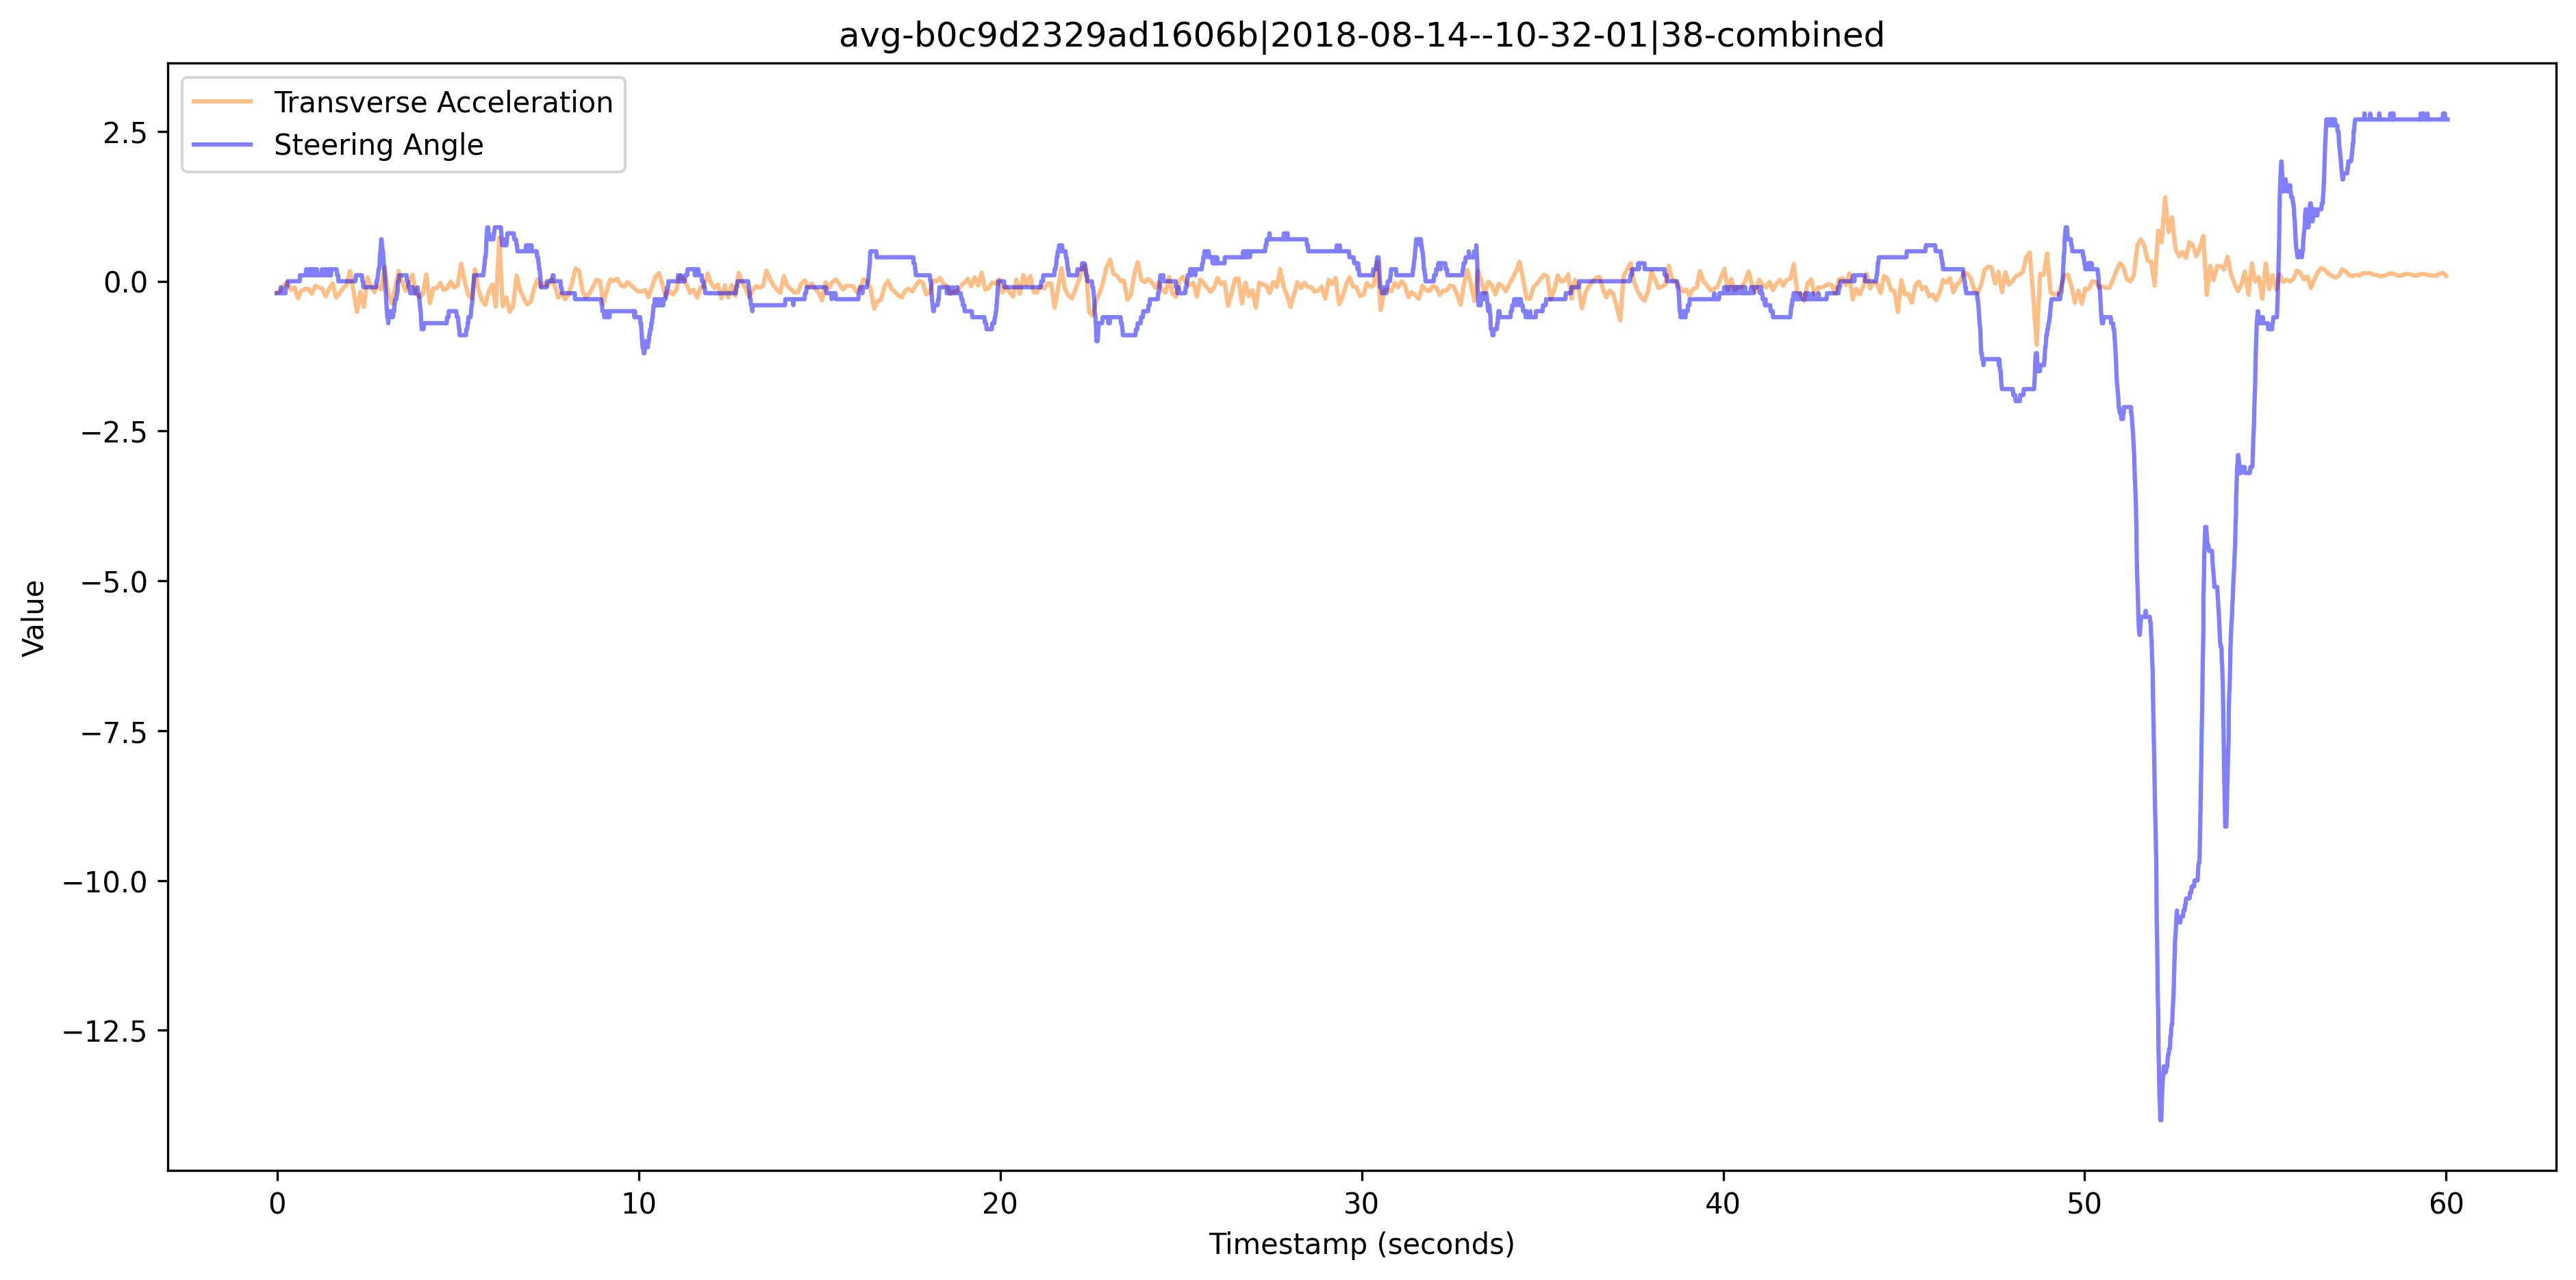 avg-b0c9d2329ad1606b|2018-08-14--10-32-01|38-combined
Transverse Acceleration
Steering Angle
2.5
0.0
−2.5
−5.0
−7.5
−10.0
−12.5
Value
0 10 20 30 40 50 60
Timestamp (seconds)